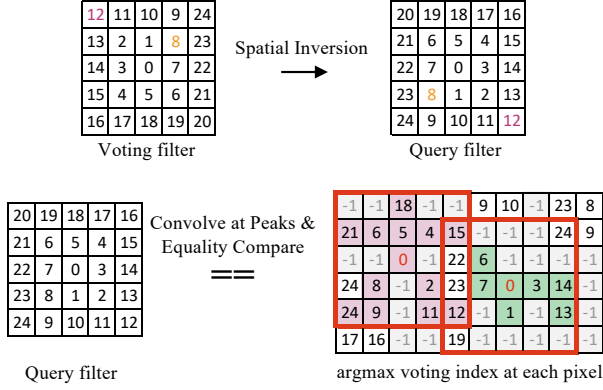 12 11 10 9 24
13 2 1 8 23
14 3 0 7 22
15 4 5 6 21
16 17 18 19 20
Voting filter
Spatial Inversion
20 19 18 17 16
21 6 5 4 15
22 7 0 3 14
23 8 1 2 13
24 9 10 11 12
Query filter
20 19 18 17 16
21 6 5 4 15
22 7 0 3 14
23 8 1 2 13
24 9 10 11 12
Query filter
Convolve at Peaks &
Equality Compare
==
-1 -1 18 -1 -1 9 10 -1 23 8
21 6 5 4 15 -1 -1 -1 24 9
-1 -1 0 -1 22 6 -1 -1 -1 -1
24 8 -1 2 23 7 0 3 14 -1
24 9 -1 11 12 -1 1 -1 13 -1
17 16 -1 -1 19 -1 -1 -1 -1 -1
argmax voting index at each pixel